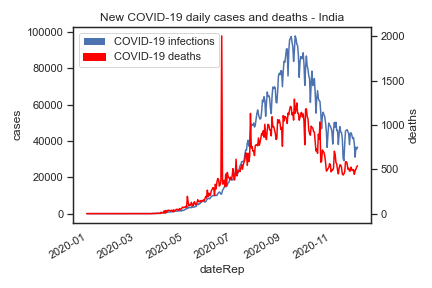 New COVID-19 daily cases and deaths - India
COVID-19 infections
COVID-19 deaths
100000
80000
60000
40000
20000
0
cases
2000
1500
1000
500
0
deaths
2020-01
2020-03
2020-05
2020-07
2020-09
2020-11
dateRep